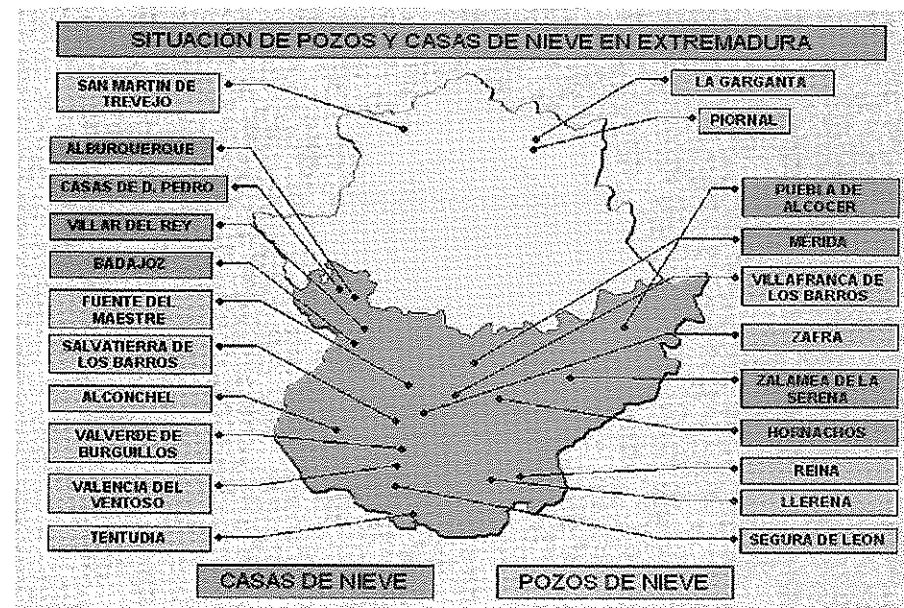 SITUACION DE POZOS Y CASAS DE NIEVE EN EXTREMADURA
SAN MARTIN DE
TREVEJO
ALBURQUERQUE
CASAS DE D. PEDRO
VILLAR DEL REY
BADAJOZ
FUENTE DEL
MAESTRE
SALVATIERRA DE
LOS BARROS
ALCONCHEL
VALVERDE DE
BURGUILLOS
VALENCIA DEL
VENTOSO
TENTUDIA
LA GARGANTA
PIORNAL
PUEBLA DE
ALCOCER
MERIDA
VILLAFRANCA DE
LOS BARROS
ZAFRA
ZALAMEA DE LA
SERENA
HORNACHOS
REINA
LLERENA
SEGURA DE LEON
CASAS DE NIEVE
POZOS DE NIEVE